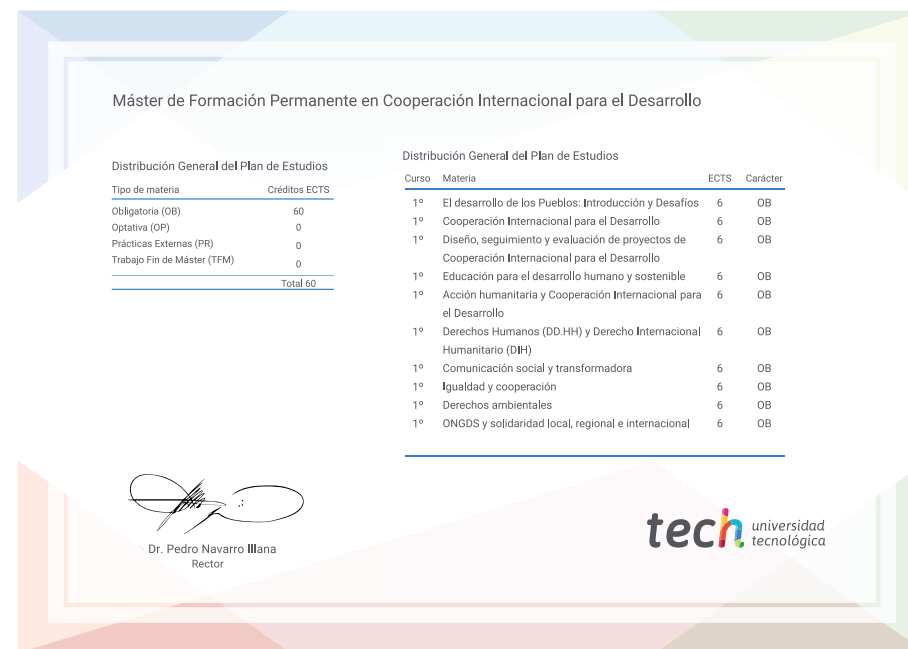 Máster de Formación Permanente en Cooperación Internacional para el Desarrollo
Distribución General del Plan de Estudios
Tipo de materia Créditos ECTS
Obligatoria (OB) 60
Optativa (OP) 0
Prácticas Externas (PR) 0
Trabajo Fin de Máster (TFM) 0
Total 60
Distribución General del Plan de Estudios
Curso Materia ECTS Carácter
1º El desarrollo de los Pueblos: Introducción y Desafíos 6 OB
1º Cooperación Internacional para el Desarrollo 6 OB
1º Diseño, seguimiento y evaluación de proyectos de 6 OB
Cooperación Internacional para el Desarrollo
1º Educación para el desarrollo humano y sostenible 6 OB
1º Acción humanitaria y Cooperación Internacional para 6 OB
el Desarrollo
1º Derechos Humanos (DD.HH) y Derecho Internacional 6 OB
Humanitario (DIH)
1º Comunicación social y transformadora 6 OB
1º Igualdad y cooperación 6 OB
1º Derechos ambientales 6 OB
1º ONGDS y solidaridad local, regional e internacional 6 OB
Dr. Pedro Navarro Illana
Rector
tech universidad
tecnológica